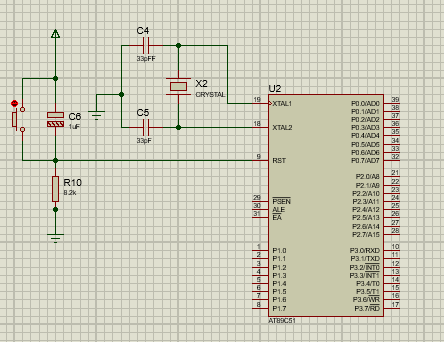 C4
33pFF
X2
CRYSTAL
C5
33pF
C6
1uF
R10
8.2k
U2
19 XTAL1
18 XTAL2
9 RST
29 PSEN
30 ALE
31 EA
1 P1.0
2 P1.1
3 P1.2
4 P1.3
5 P1.4
6 P1.5
7 P1.6
8 P1.7
P0.0/AD0 39
P0.1/AD1 38
P0.2/AD2 37
P0.3/AD3 36
P0.4/AD4 35
P0.5/AD5 34
P0.6/AD6 33
P0.7/AD7 32
P2.0/A8 21
P2.1/A9 22
P2.2/A10 23
P2.3/A11 24
P2.4/A12 25
P2.5/A13 26
P2.6/A14 27
P2.7/A15 28
P3.0/RXD 10
P3.1/TXD 11
P3.2/INT0 12
P3.3/INT1 13
P3.4/T0 14
P3.5/T1 15
P3.6/WR 16
P3.7/RD 17
AT89C51